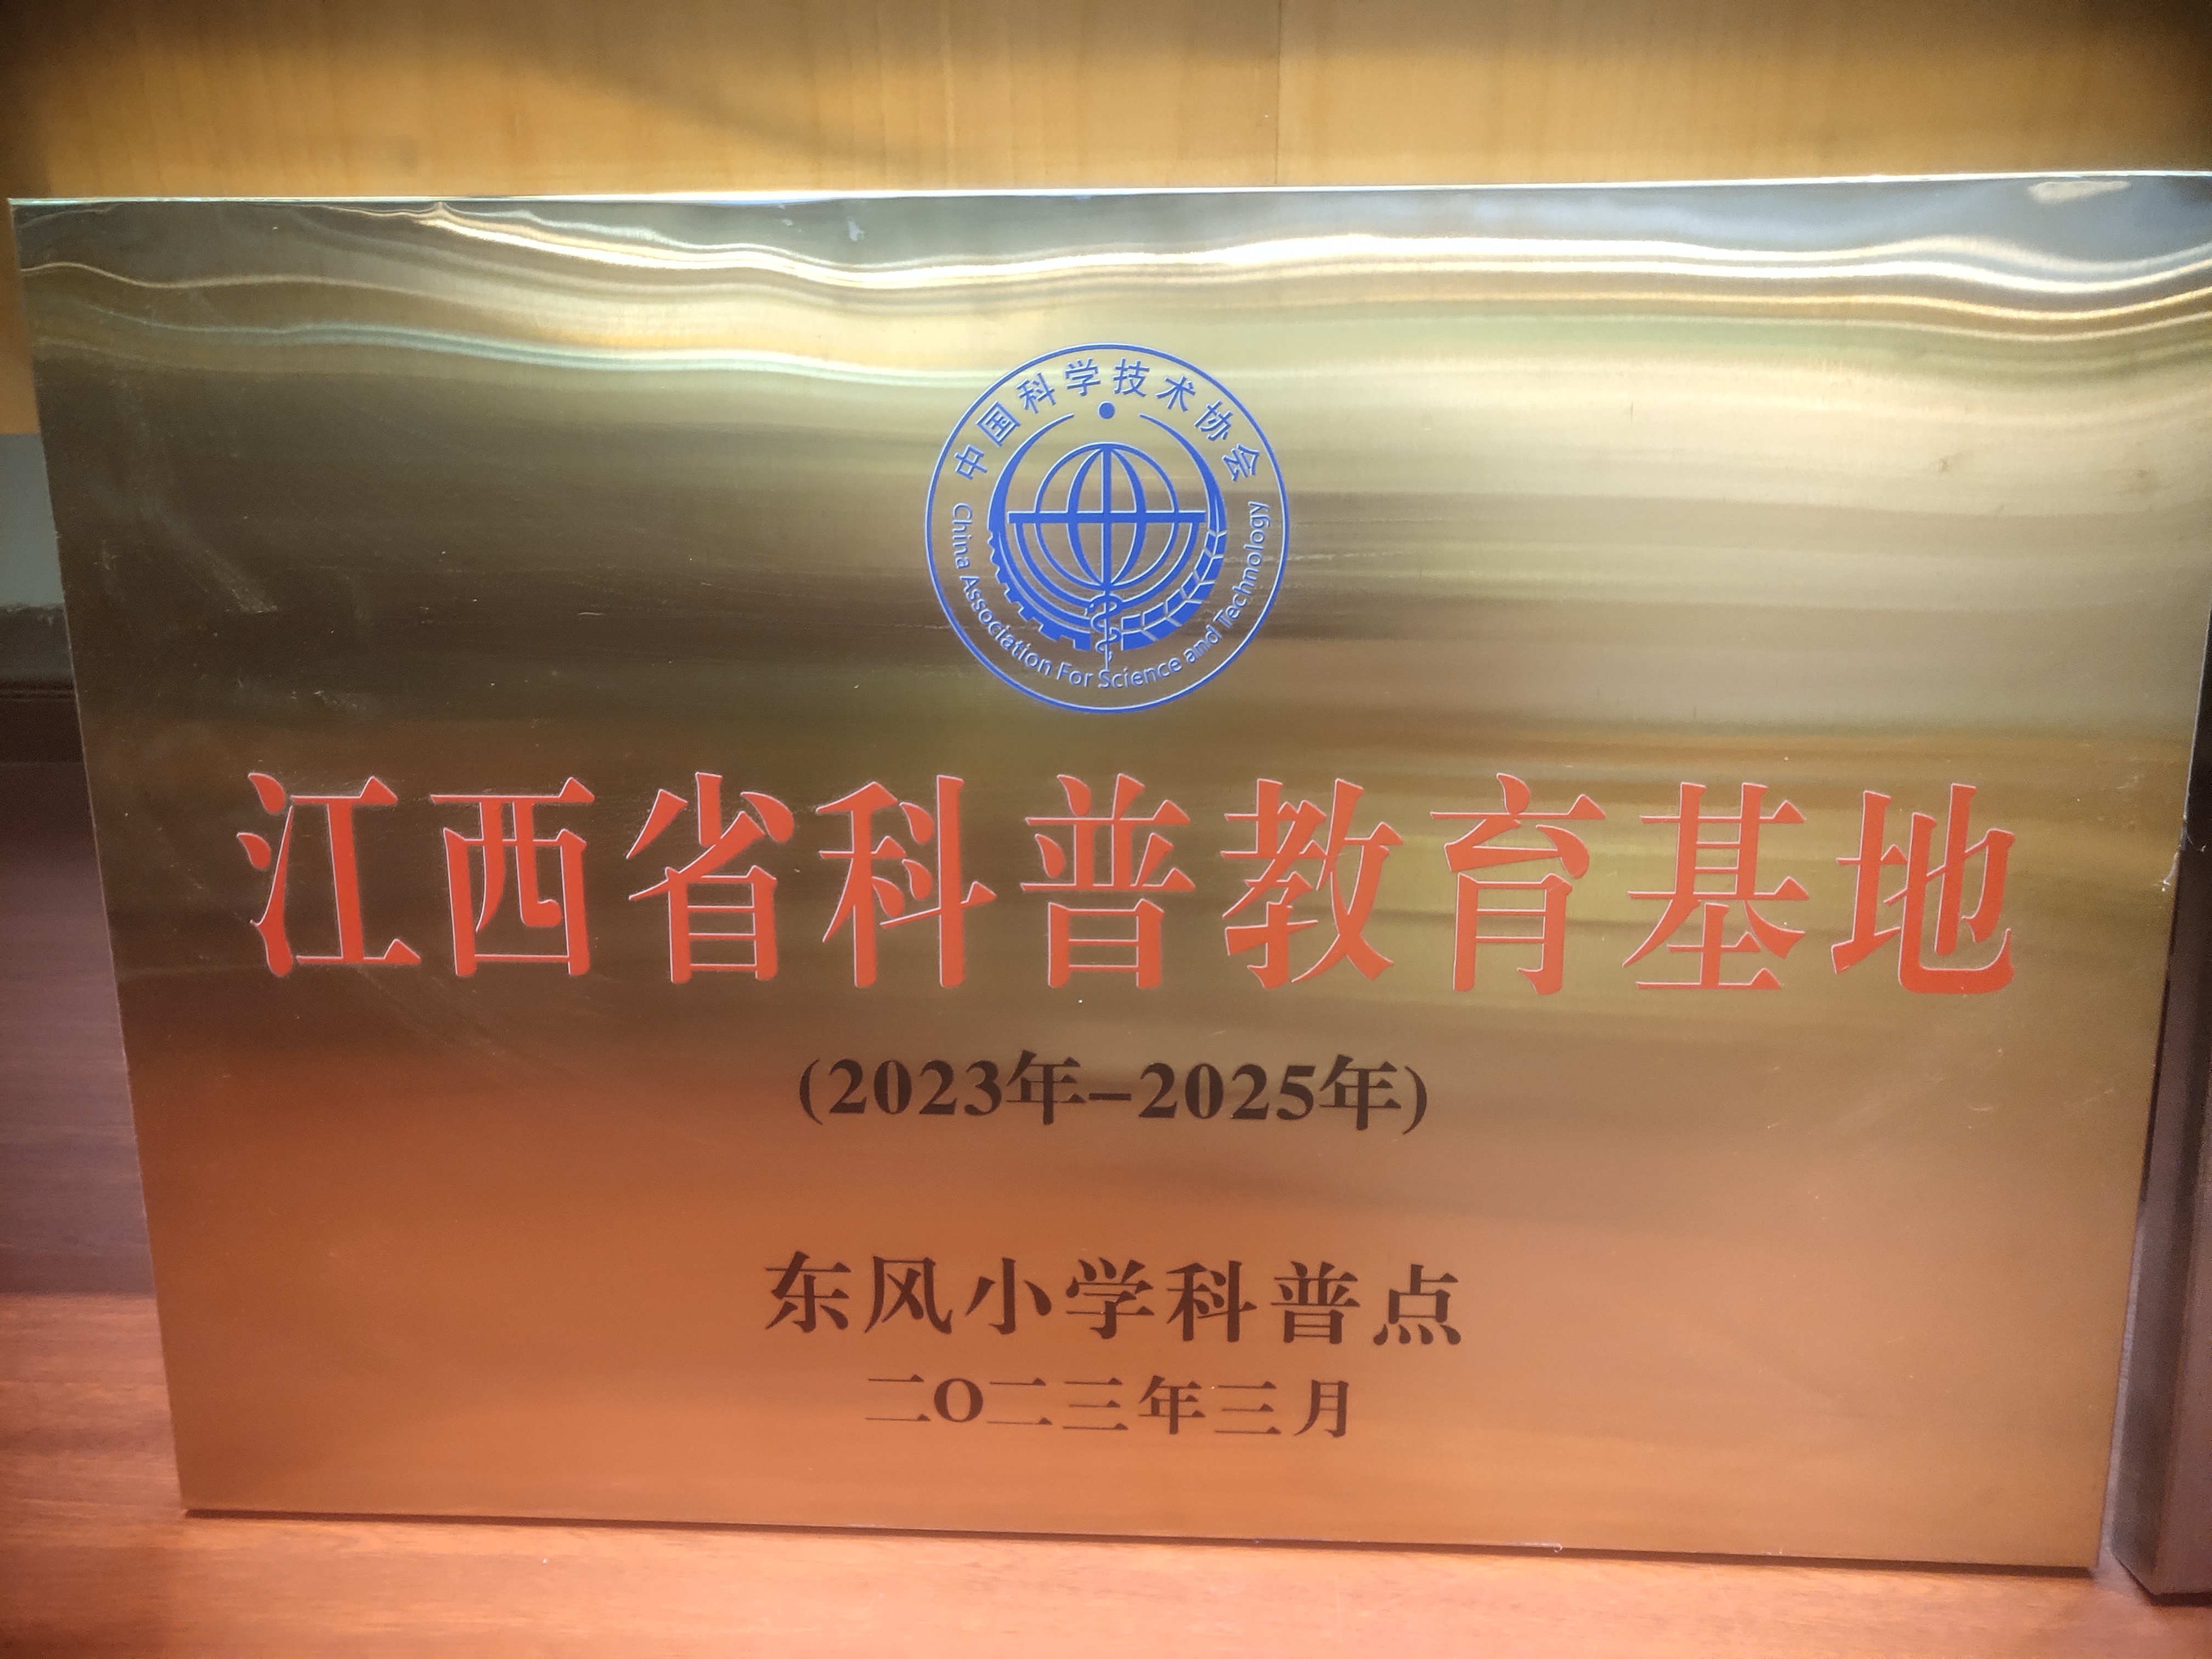 中国科学技术协会
China Association For Science and Technology
江西省科普教育基地
(2023年-2025年)
东风小学科普点
二O二三年三月